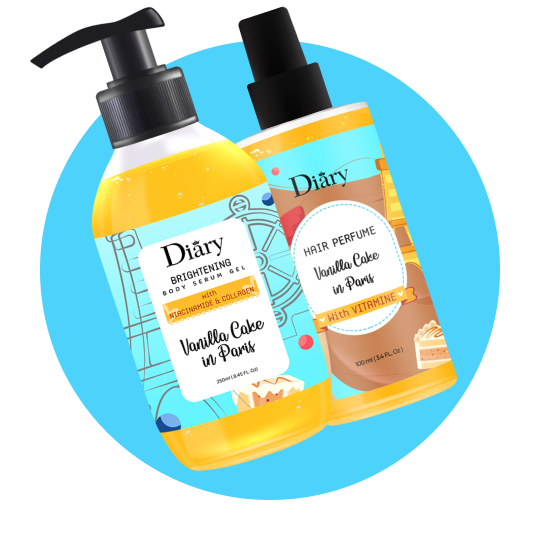 Diary
BRIGHTENING
BODY SERUM GEL
with
NIACINAMIDE & COLLAGEN
Vanilla Cake
in Paris
250ml (8.45 FL.Oz)
Diary
HAIR PERFUME
Vanilla Cake
in Paris
With VITAMINE
100 ml (3.4 FL.Oz)